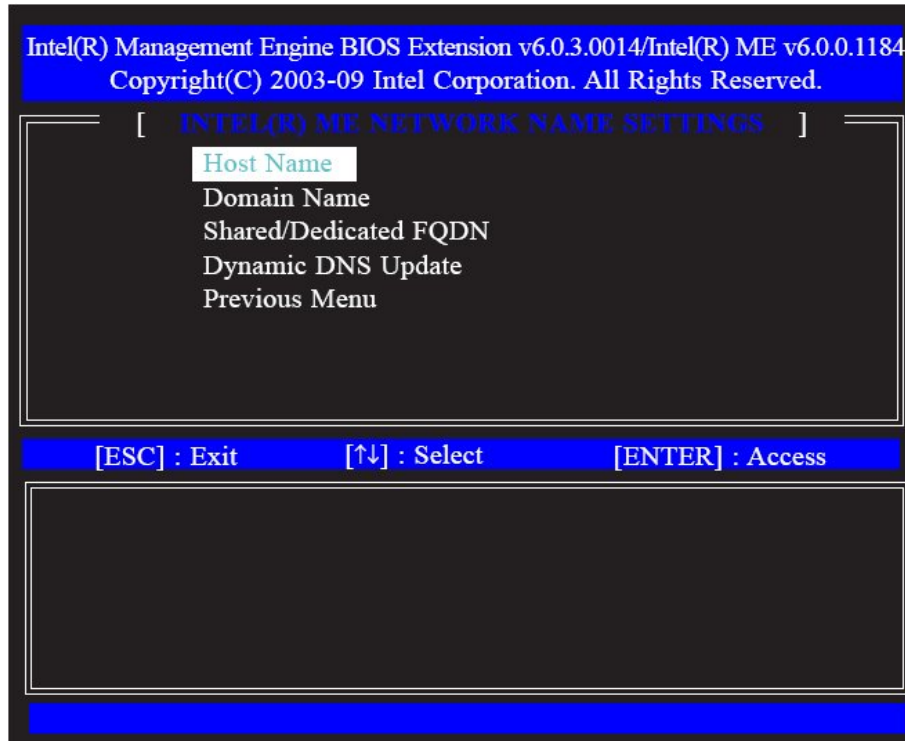 Intel(R) Management Engine BIOS Extension v6.0.3.0014/Intel(R) ME v6.0.0.1184
Copyright(C) 2003-09 Intel Corporation. All Rights Reserved.
[ INTEL(R) ME NETWORK NAME SETTINGS ]
Host Name
Domain Name
Shared/Dedicated FQDN
Dynamic DNS Update
Previous Menu
[ESC] : Exit [↑↓] : Select [ENTER] : Access